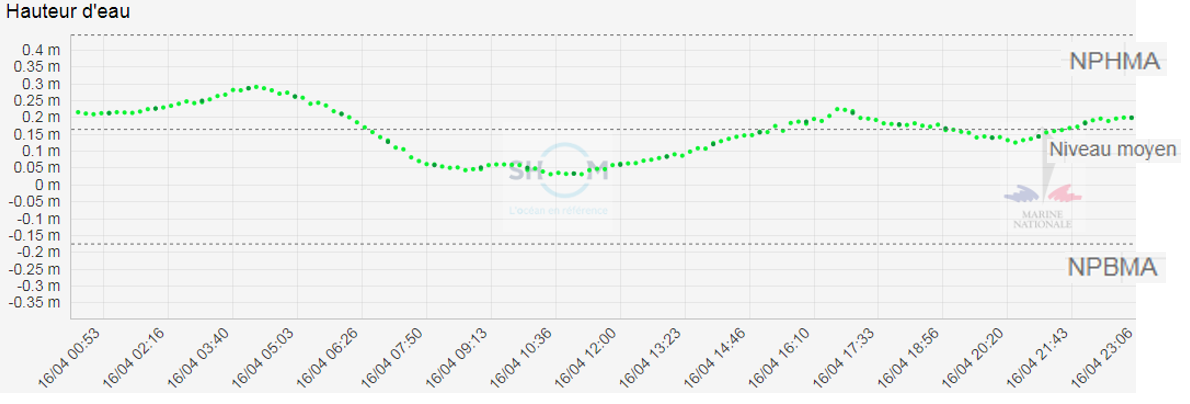 Hauteur d'eau
0.4 m
NPHMA
0.35 m
0.3 m
0.25 m
0.2 m
0.15 m
Niveau moyen
0.1 m
0.05 m
SHOM
0 m
-0.05 m
L'océan en référence
-0.1 m
MARINE
NATIONALE
-0.15 m
-0.2 m
-0.25 m
NPBMA
-0.3 m
-0.35 m
16/04 00:53
16/04 02:16
16/04 03:40
16/04 05:03
16/04 06:26
16/04 07:50
16/04 09:13
16/04 10:36
16/04 12:00
16/04 13:23
16/04 14:46
16/04 16:10
16/04 17:33
16/04 18:56
16/04 20:20
16/04 21:43
16/04 23:06